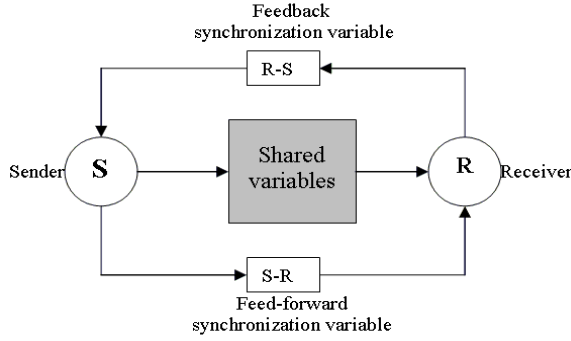 Feedback
synchronization variable
R-S
Sender
S
Shared
variables
R
Receiver
S-R
Feed-forward
synchronization variable